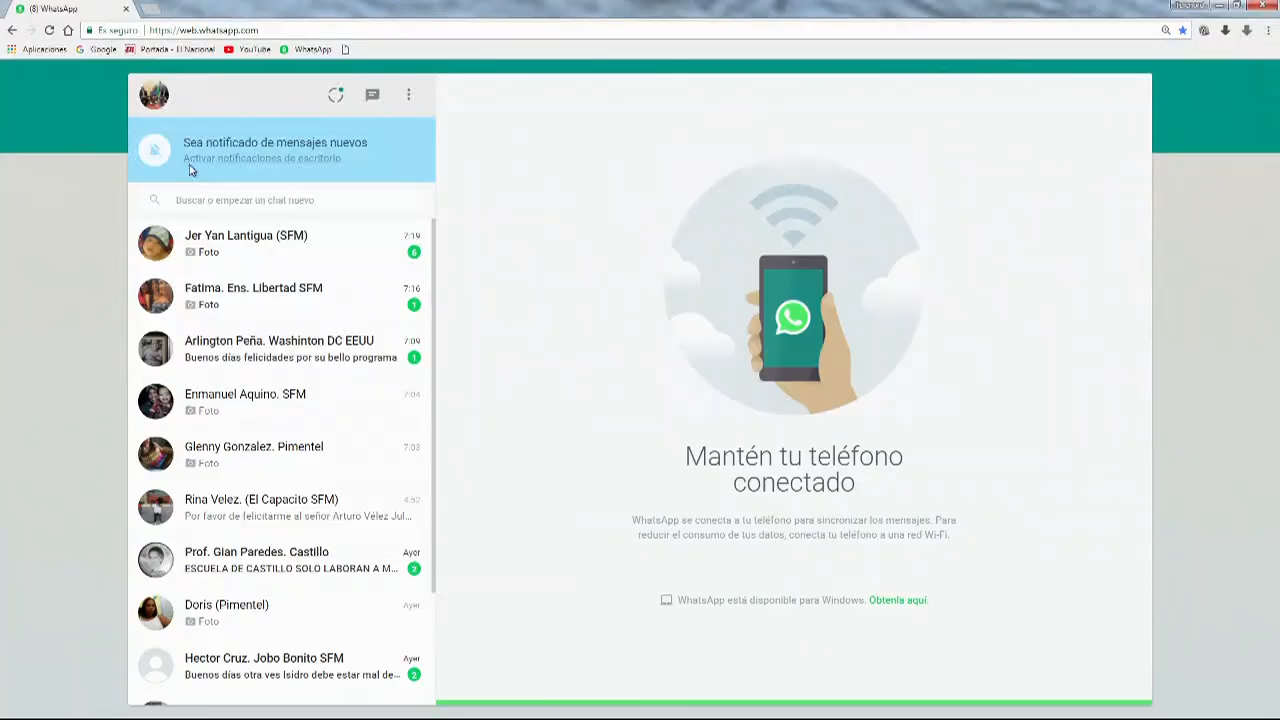 (8) WhatsApp
Telenord
Es seguro
https://web.whatsapp.com
Aplicaciones
Google
Portada - El Nacional
YouTube
WhatsApp
Sea notificado de mensajes nuevos
Activar notificaciones de escritorio
Buscar o empezar un chat nuevo
Jer Yan Lantigua (SFM) 7:19
Foto 6
Fatima. Ens. Libertad SFM 7:16
Foto 1
Arlington Peña. Washinton DC EEUU 7:09
Buenos días felicidades por su bello programa 1
Enmanuel Aquino. SFM 7:04
Foto
Glenny Gonzalez. Pimentel 7:03
Foto
Rina Velez. (El Capacito SFM) 4:52
Por favor de felicitarme al señor Arturo Vélez Jul...
Prof. Gian Paredes. Castillo Ayer
ESCUELA DE CASTILLO SOLO LABORAN A M... 2
Doris (Pimentel) Ayer
Foto
Hector Cruz. Jobo Bonito SFM Ayer
Buenos días otra ves Isidro debe estar mal de... 2
Mantén tu teléfono
conectado
WhatsApp se conecta a tu teléfono para sincronizar los mensajes. Para
reducir el consumo de tus datos, conecta tu teléfono a una red Wi-Fi.
WhatsApp está disponible para Windows. Obtenla aquí.